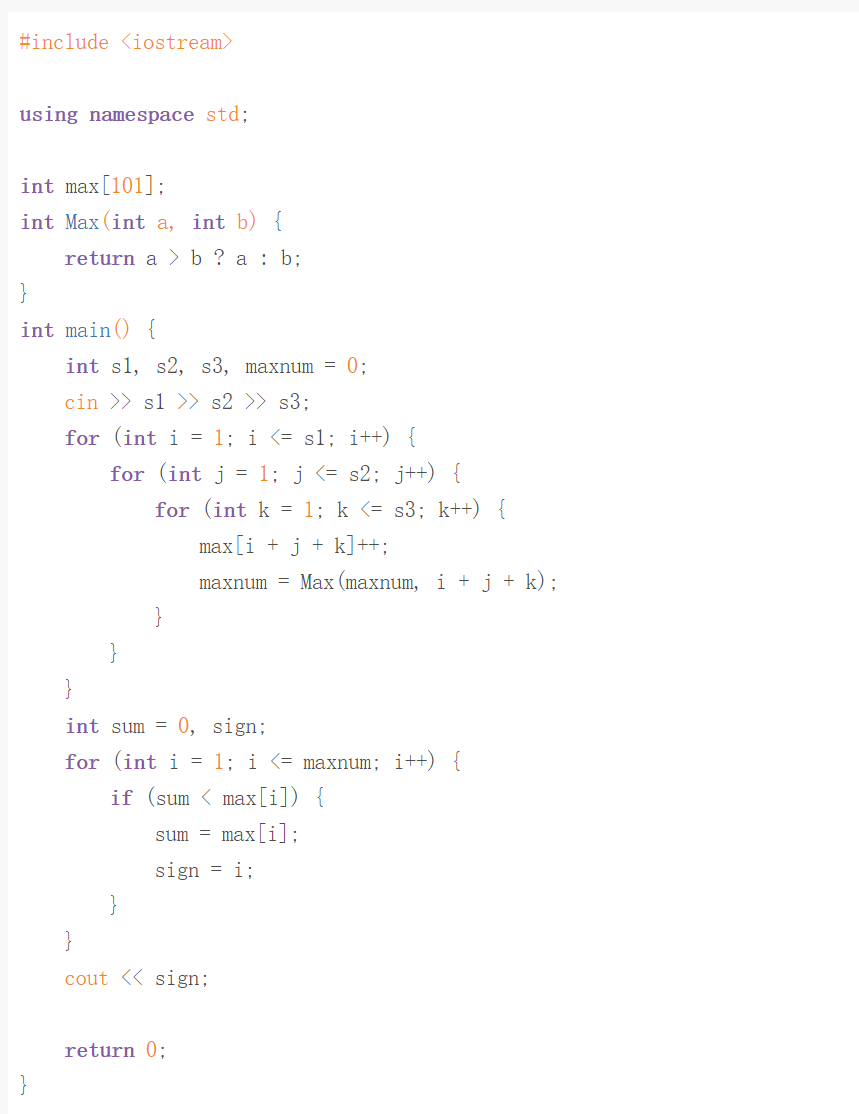 #include <iostream>
using namespace std;
int max[101];
int Max(int a, int b) {
    return a > b ? a : b;
}
int main() {
    int s1, s2, s3, maxnum = 0;
    cin >> s1 >> s2 >> s3;
    for (int i = 1; i <= s1; i++) {
        for (int j = 1; j <= s2; j++) {
            for (int k = 1; k <= s3; k++) {
                max[i + j + k]++;
                maxnum = Max(maxnum, i + j + k);
            }
        }
    }
    int sum = 0, sign;
    for (int i = 1; i <= maxnum; i++) {
        if (sum < max[i]) {
            sum = max[i];
            sign = i;
        }
    }
    cout << sign;
    return 0;
}